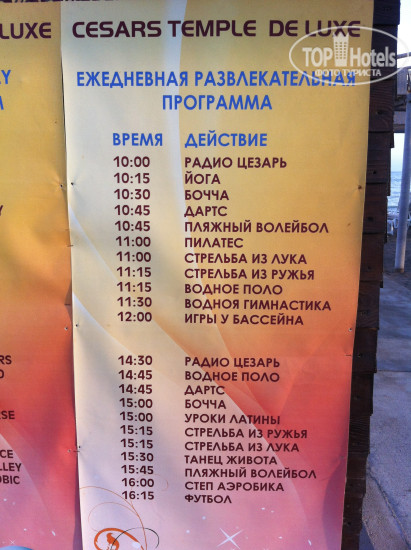 E LUXE
CESARS TEMPLE DE LUXE
TOP Hotels
ФОТО ТУРИСТА
ЕЖЕДНЕВНАЯ РАЗВЛЕКАТЕЛЬНАЯ
ПРОГРАММА
ВРЕМЯ ДЕЙСТВИЕ
10:00 РАДИО ЦЕЗАРЬ
10:15 ЙОГА
10:30 БОЧЧА
10:45 ДАРТС
10:45 ПЛЯЖНЫЙ ВОЛЕЙБОЛ
11:00 ПИЛАТЕС
11:00 СТРЕЛЬБА ИЗ ЛУКА
11:15 СТРЕЛЬБА ИЗ РУЖЬЯ
11:15 ВОДНОЕ ПОЛО
11:30 ВОДНОЯ ГИМНАСТИКА
12:00 ИГРЫ У БАССЕЙНА
14:30 РАДИО ЦЕЗАРЬ
14:45 ВОДНОЕ ПОЛО
14:45 ДАРТС
15:00 БОЧЧА
15:00 УРОКИ ЛАТИНЫ
15:15 СТРЕЛЬБА ИЗ РУЖЬЯ
15:15 СТРЕЛЬБА ИЗ ЛУКА
15:30 ТАНЕЦ ЖИВОТА
15:45 ПЛЯЖНЫЙ ВОЛЕЙБОЛ
16:00 СТЕП АЭРОБИКА
16:15 ФУТБОЛ